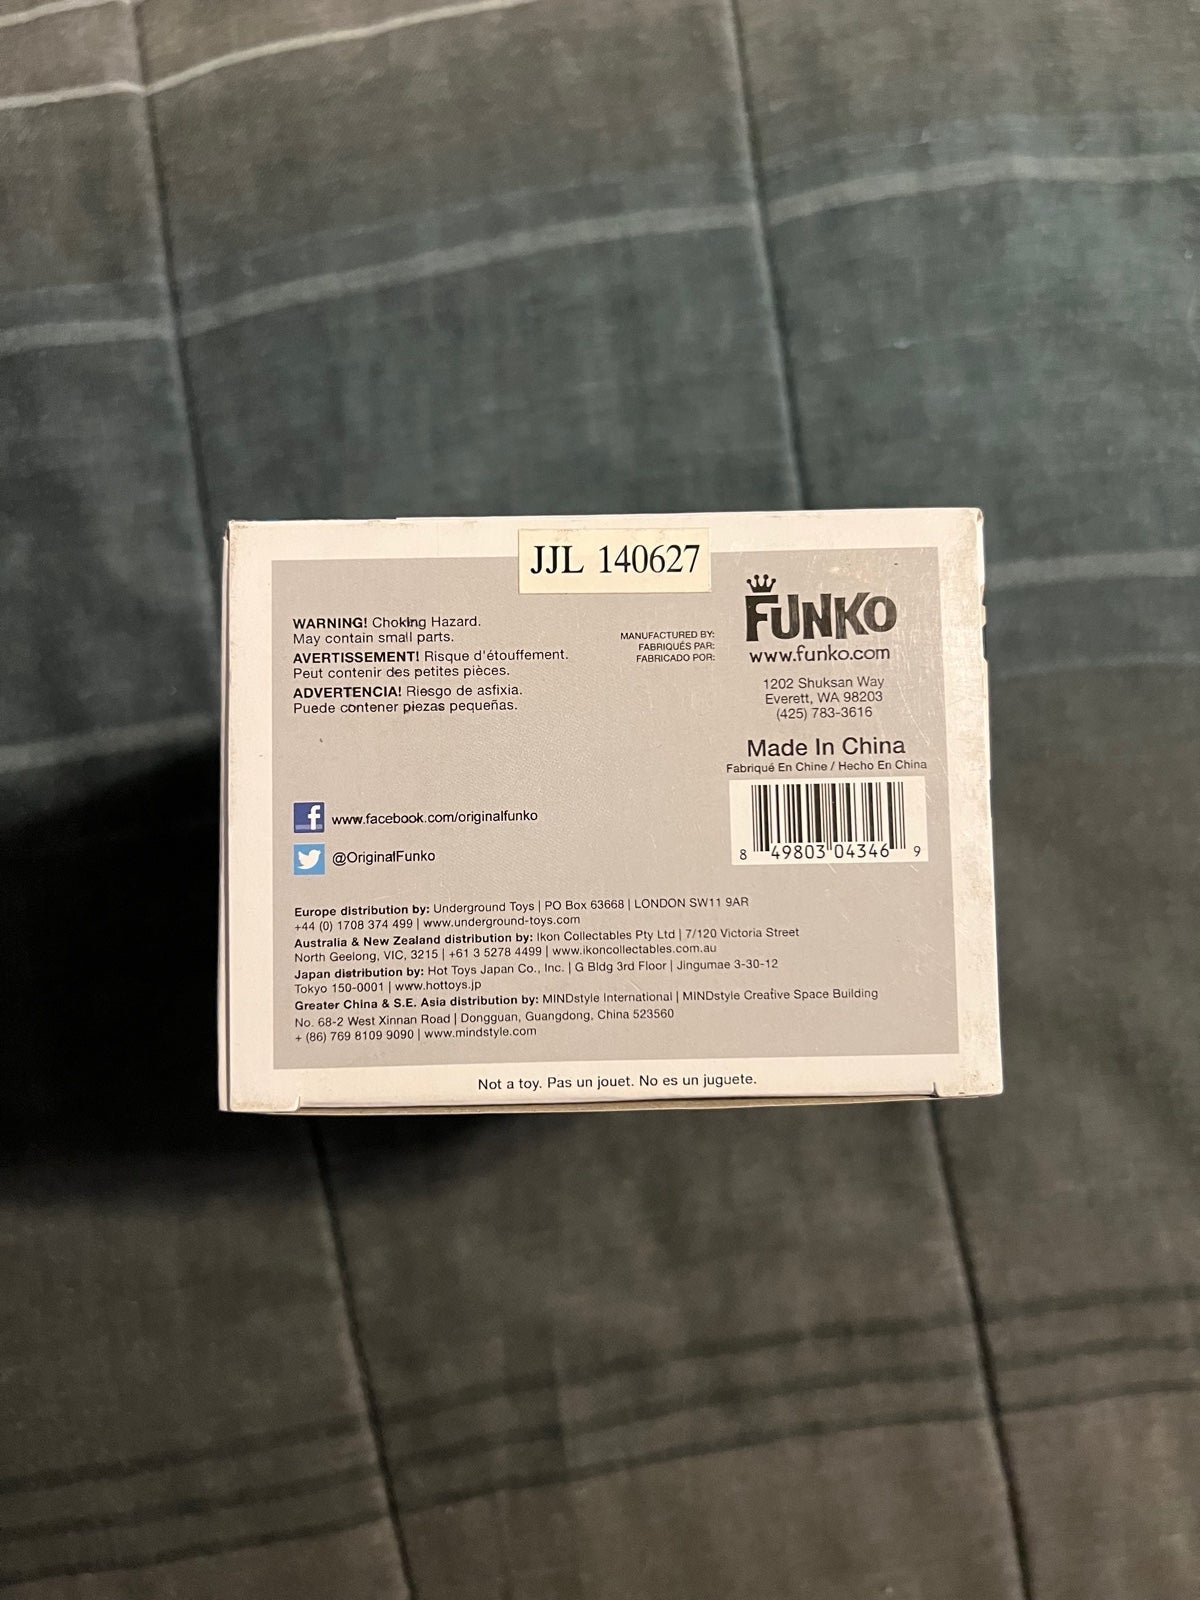 JJL 140627
WARNING! Choking Hazard.
May contain small parts.
AVERTISSEMENT! Risque d'étouffement.
Peut contenir des petites pièces.
ADVERTENCIA! Riesgo de asfixia.
Puede contener piezas pequeñas.
MANUFACTURED BY:
FABRIQUÉS PAR:
FABRICADO POR:
FUNKO
www.funko.com
1202 Shuksan Way
Everett, WA 98203
(425) 783-3616
Made In China
Fabriqué En Chine / Hecho En China
8 49803 04346 9
f www.facebook.com/originalfunko
@OriginalFunko
Europe distribution by: Underground Toys | PO Box 63668 | LONDON SW11 9AR
+44 (0) 1708 374 499 | www.underground-toys.com
Australia & New Zealand distribution by: Ikon Collectables Pty Ltd | 7/120 Victoria Street
North Geelong, VIC, 3215 | +61 3 5278 4499 | www.ikoncollectables.com.au
Japan distribution by: Hot Toys Japan Co., Inc. | G Bldg 3rd Floor | Jingumae 3-30-12
Tokyo 150-0001 | www.hottoys.jp
Greater China & S.E. Asia distribution by: MINDstyle International | MINDstyle Creative Space Building
No. 68-2 West Xinnan Road | Dongguan, Guangdong, China 523560
+ (86) 769 8109 9090 | www.mindstyle.com
Not a toy. Pas un jouet. No es un juguete.